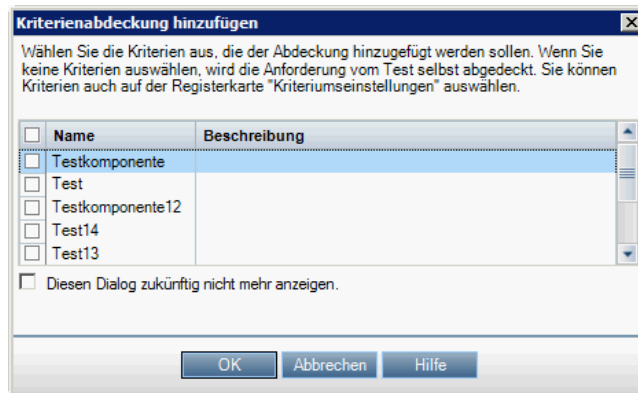 Kriterienabdeckung hinzufügen
Wählen Sie die Kriterien aus, die der Abdeckung hinzugefügt werden sollen. Wenn Sie
keine Kriterien auswählen, wird die Anforderung vom Test selbst abgedeckt. Sie können
Kriterien auch auf der Registerkarte "Kriteriumseinstellungen" auswählen.
Name Beschreibung
Testkomponente
Test
Testkomponente12
Test14
Test13
Diesen Dialog zukünftig nicht mehr anzeigen.
OK Abbrechen Hilfe